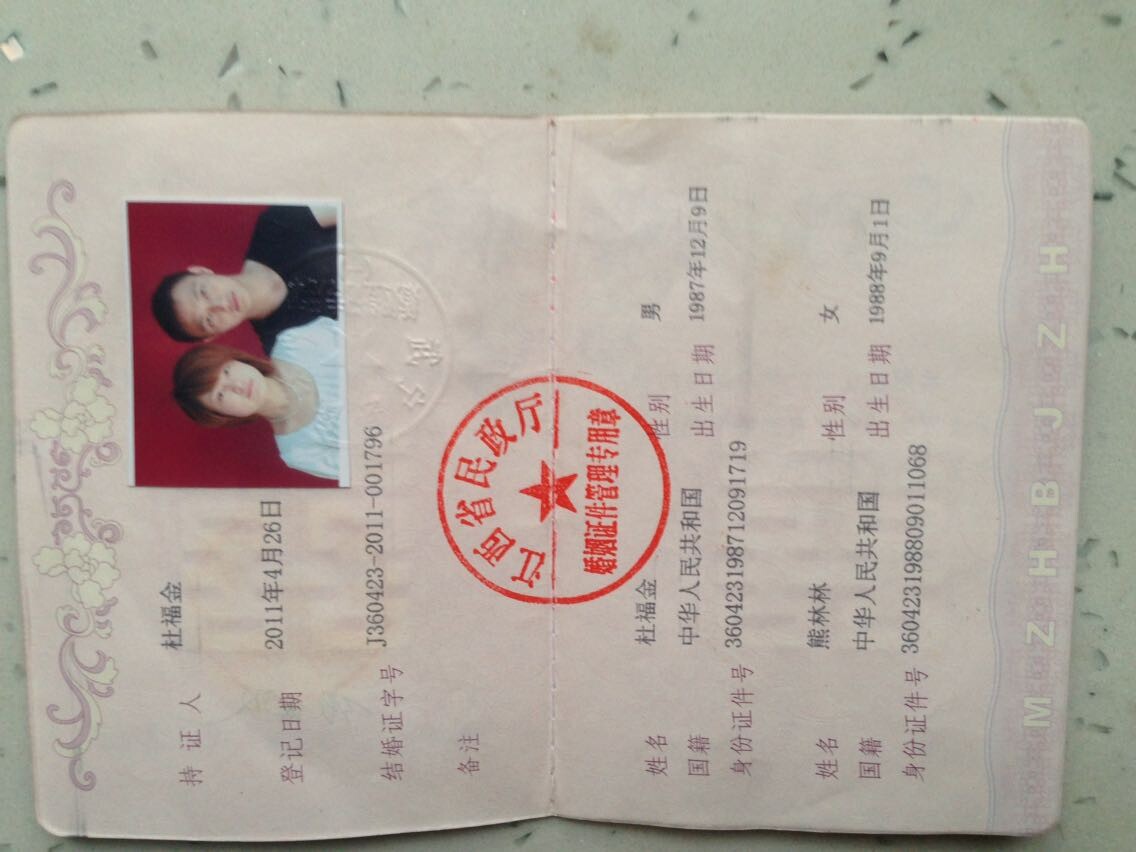 持证人 杜福金
登记日期 2011年4月26日
结婚证字号 J360423-2011-001796
备注
江西省民政厅
婚姻证件管理专用章
姓名 杜福金 性别 男
国籍 中华人民共和国 出生日期 1987年12月9日
身份证件号 360423198712091719
姓名 熊林林 性别 女
国籍 中华人民共和国 出生日期 1988年9月1日
身份证件号 360423198809011068
MZHBJZH